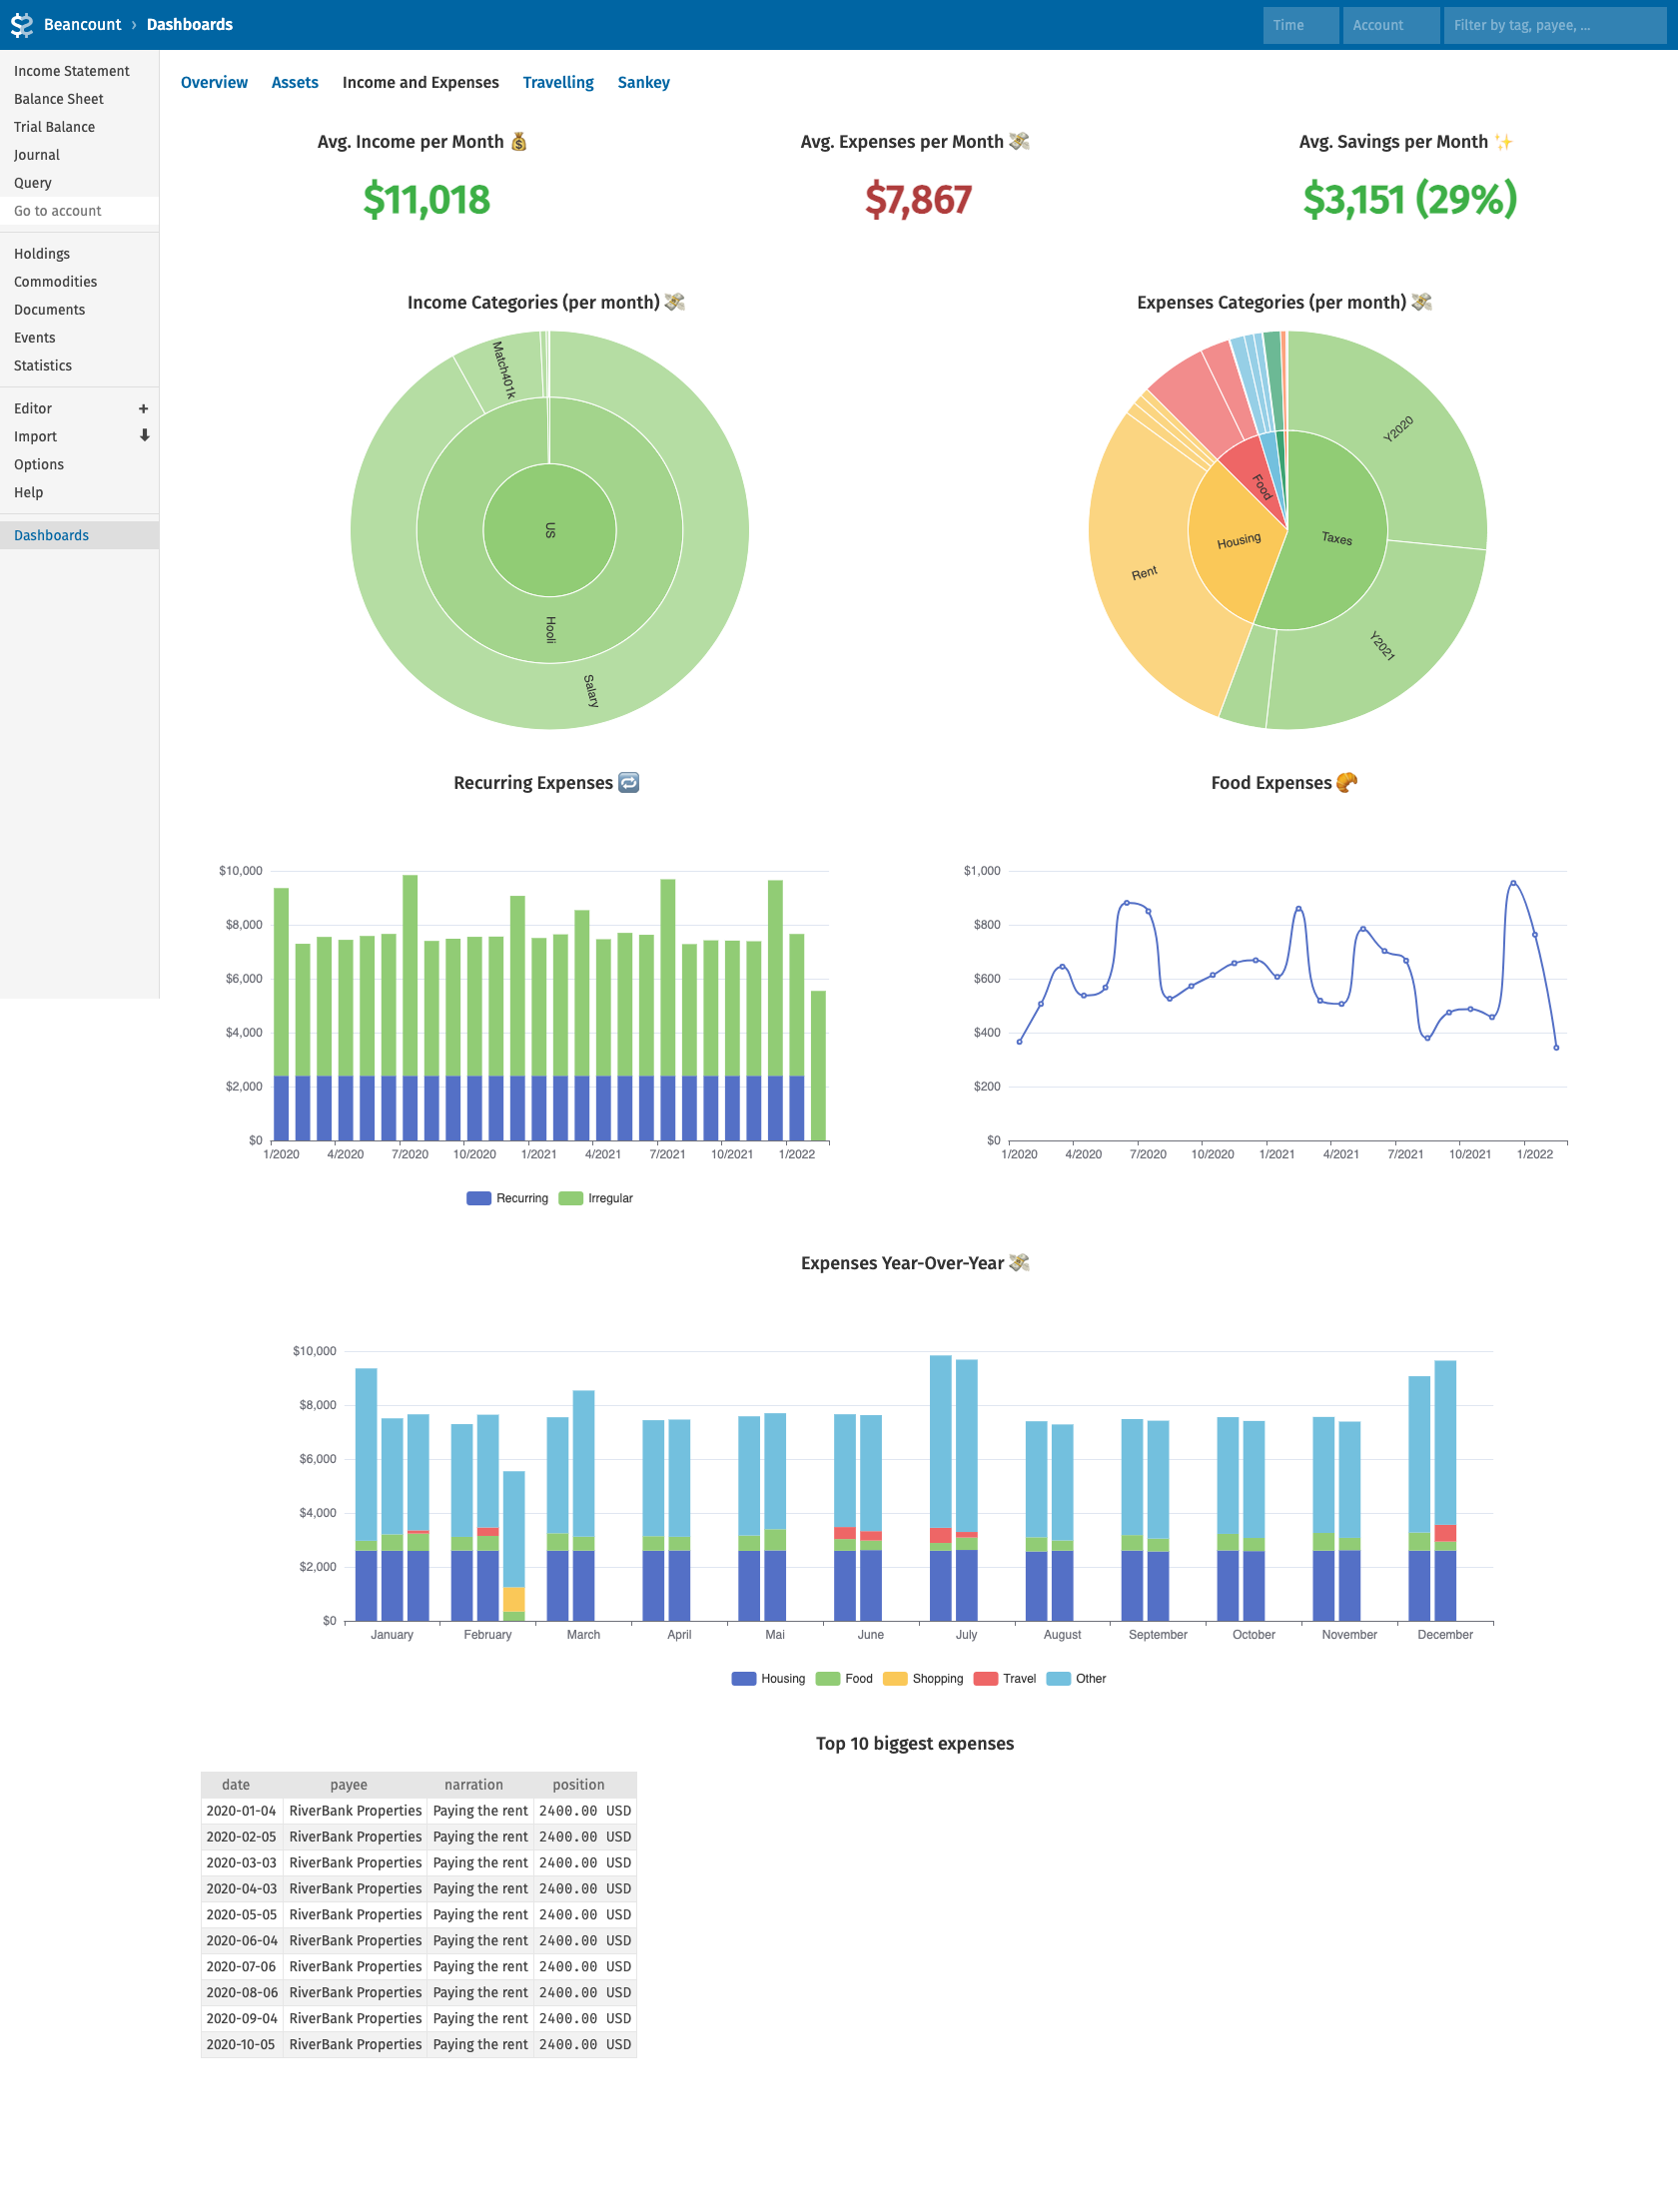 Beancount › Dashboards
Time
Account
Filter by tag, payee, ...
Income Statement
Balance Sheet
Trial Balance
Journal
Query
Go to account
Holdings
Commodities
Documents
Events
Statistics
Editor +
Import
Options
Help
Dashboards
Overview Assets Income and Expenses Travelling Sankey
Avg. Income per Month 💰
$11,018
Avg. Expenses per Month 💸
$7,867
Avg. Savings per Month ✨
$3,151 (29%)
Income Categories (per month) 💸
Match401k
US
Hooli
Salary
Expenses Categories (per month) 💸
Y2020
Food
Housing
Taxes
Rent
Y2021
Recurring Expenses 🔁
$10,000
$8,000
$6,000
$4,000
$2,000
$0
1/2020 4/2020 7/2020 10/2020 1/2021 4/2021 7/2021 10/2021 1/2022
Recurring Irregular
Food Expenses 🥐
$1,000
$800
$600
$400
$200
$0
1/2020 4/2020 7/2020 10/2020 1/2021 4/2021 7/2021 10/2021 1/2022
Expenses Year-Over-Year 💸
$10,000
$8,000
$6,000
$4,000
$2,000
$0
January February March April Mai June July August September October November December
Housing Food Shopping Travel Other
Top 10 biggest expenses
date payee narration position
2020-01-04 RiverBank Properties Paying the rent 2400.00 USD
2020-02-05 RiverBank Properties Paying the rent 2400.00 USD
2020-03-03 RiverBank Properties Paying the rent 2400.00 USD
2020-04-03 RiverBank Properties Paying the rent 2400.00 USD
2020-05-05 RiverBank Properties Paying the rent 2400.00 USD
2020-06-04 RiverBank Properties Paying the rent 2400.00 USD
2020-07-06 RiverBank Properties Paying the rent 2400.00 USD
2020-08-06 RiverBank Properties Paying the rent 2400.00 USD
2020-09-04 RiverBank Properties Paying the rent 2400.00 USD
2020-10-05 RiverBank Properties Paying the rent 2400.00 USD